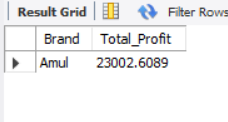 Result Grid Filter Rows
Brand Total_Profit
Amul 23002.6089